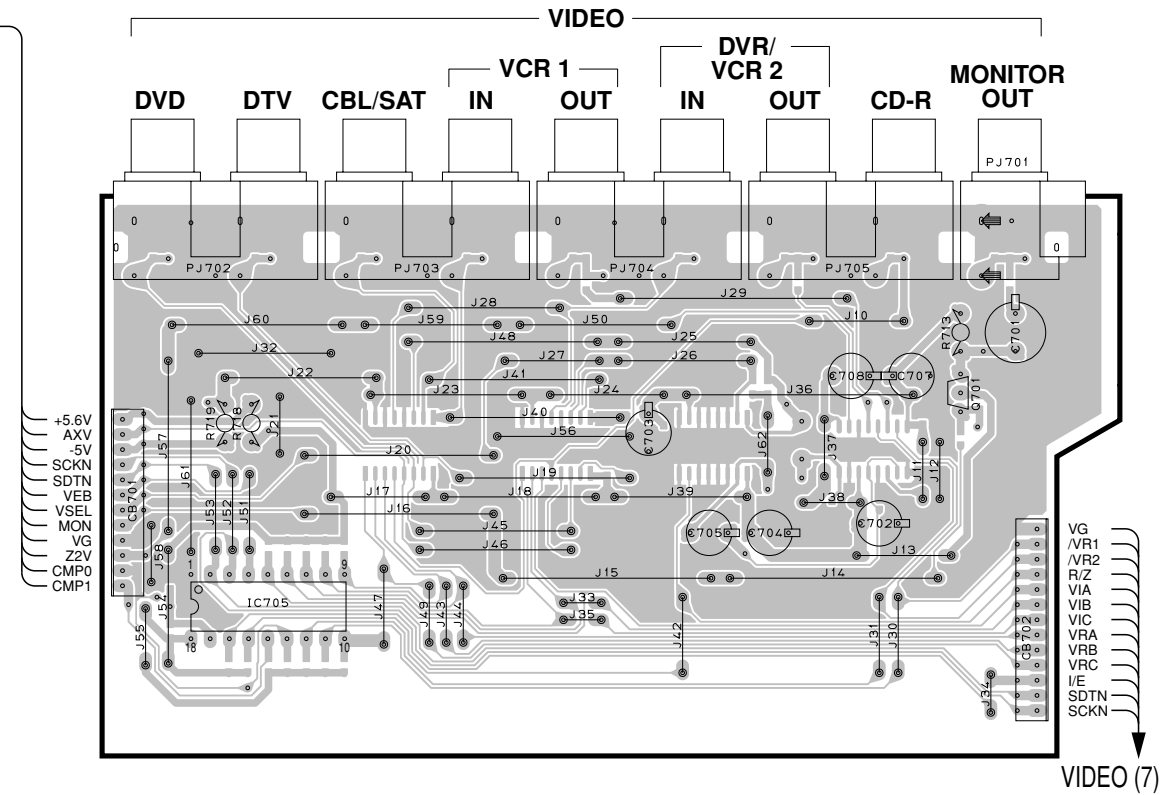 VIDEO
DVR/
VCR 1 VCR 2 MONITOR
DVD DTV CBL/SAT IN OUT IN OUT CD-R OUT
PJ701
PJ702 PJ703 PJ704 PJ705
J28 J29
J60 J59 J50 J10
R713 C701
J48 J25
J32 J27 J26
J22 J41 C708 C707
J23 J24 J36 Q701
R719 R718 J21 J40 C703
J57 J56 J62 J37
J20 J11 J12
J61 J19
J53 J52 J51 J17 J18 J39 J38
J16 C705 C704 C702
J45
J46 J13
J58 J15 J14
1 9
IC705
18 10
J54 J55 J47 J49 J43 J44 J33
J35 J42 J31 J30
J34
+5.6V
AXV
-5V
SCKN
SDTN
VEB
VSEL
MON
VG
Z2V
CMP0
CMP1
CB701
VG
/VR1
/VR2
R/Z
VIA
VIB
VIC
VRA
VRB
VRC
I/E
SDTN
SCKN
CB702
VIDEO (7)